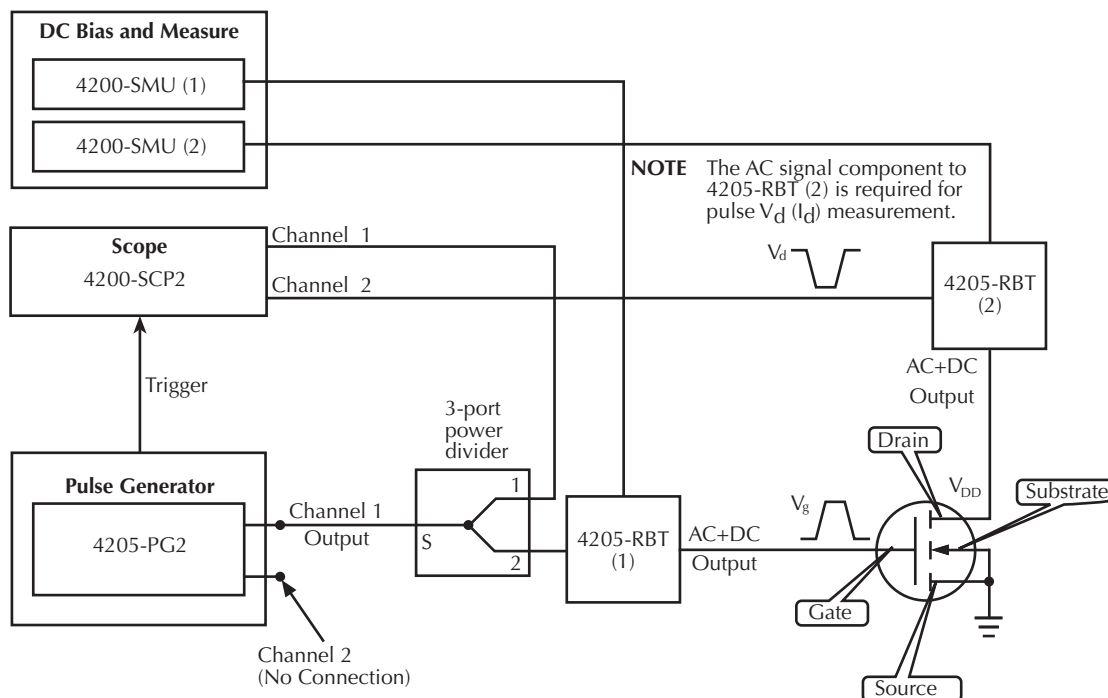 DC Bias and Measure
4200-SMU (1)
4200-SMU (2)
NOTE The AC signal component to
4205-RBT (2) is required for
pulse Vd (Id) measurement.
Scope
4200-SCP2
Channel 1
Channel 2
Vd
4205-RBT
(2)
AC+DC
Output
Trigger
3-port
power
divider
Drain
Pulse Generator
4205-PG2
Channel 1
Output
S
1
2
4205-RBT
(1)
AC+DC
Output
Vg
VDD
Substrate
Gate
Source
Channel 2
(No Connection)